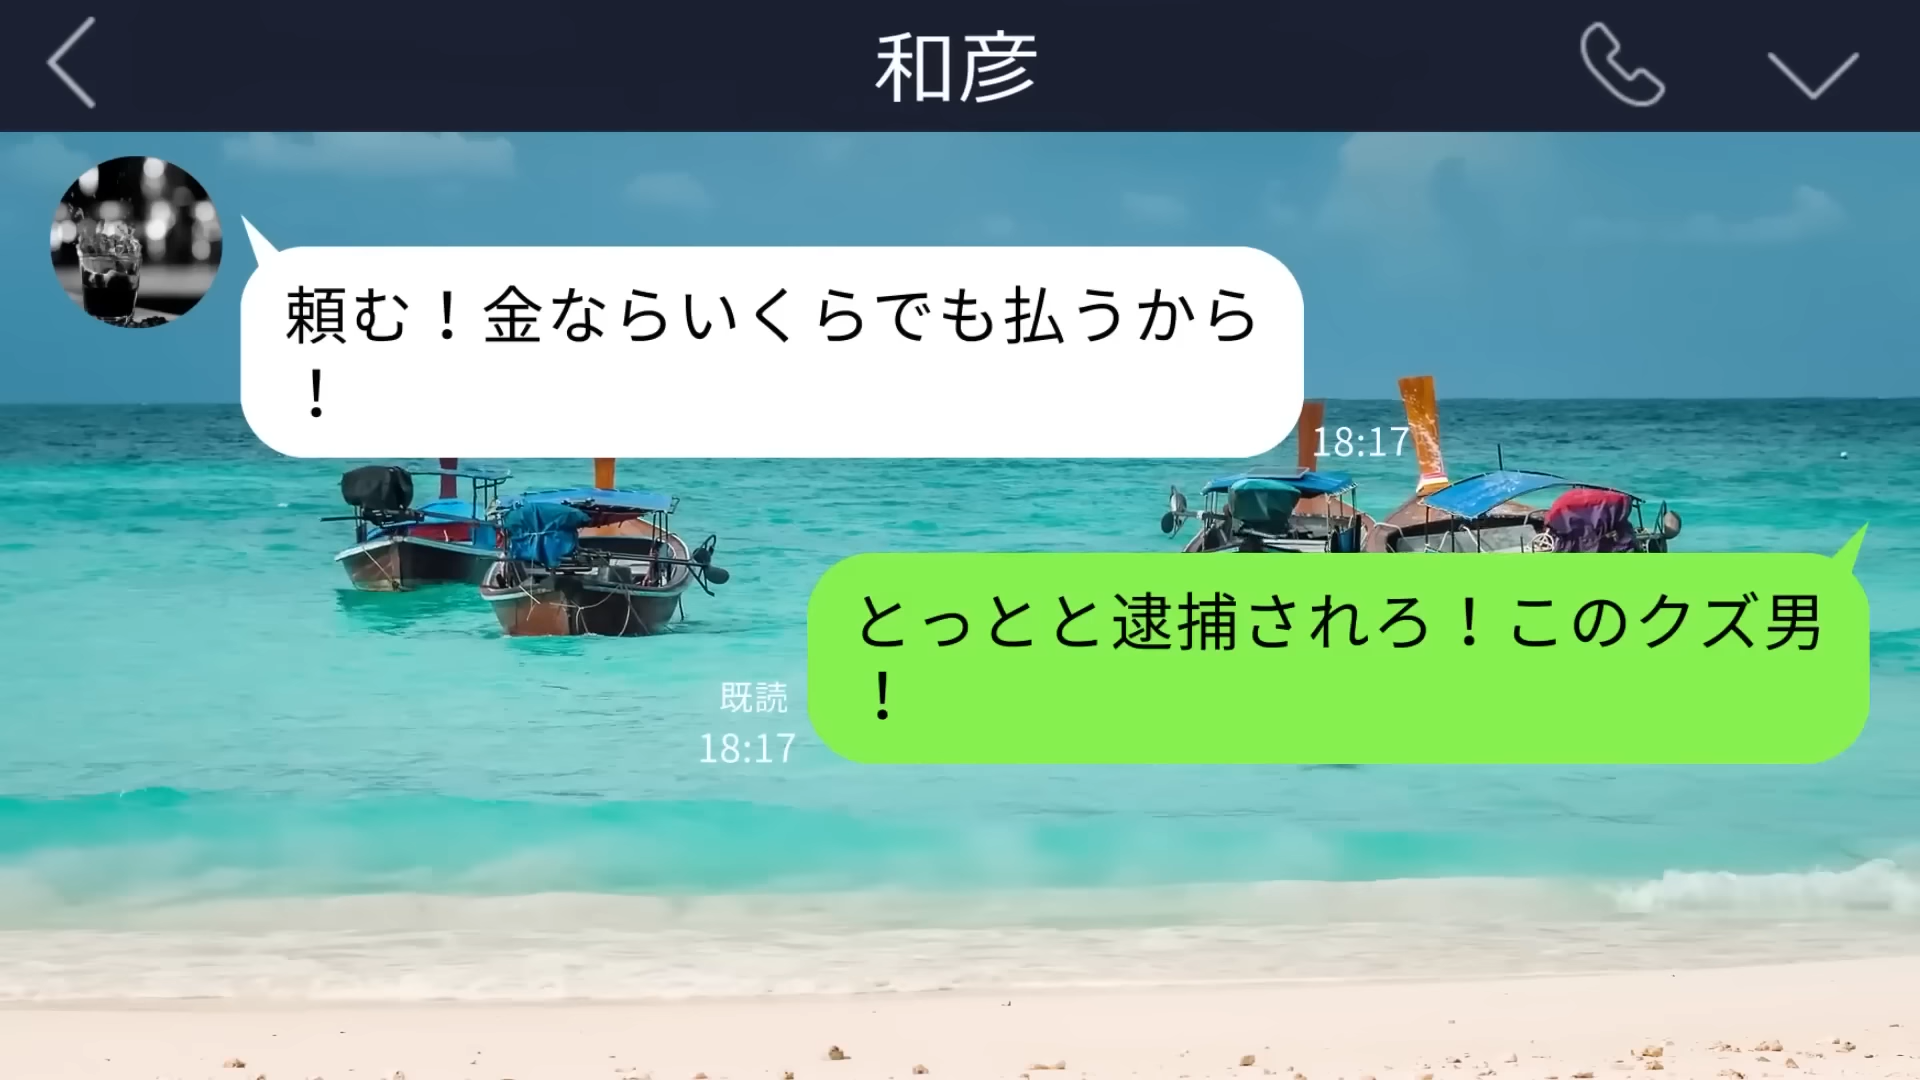 和彦
頼む！金ならいくらでも払うから
！
18:17
とっとと逮捕されろ！このクズ男
！
既読
18:17